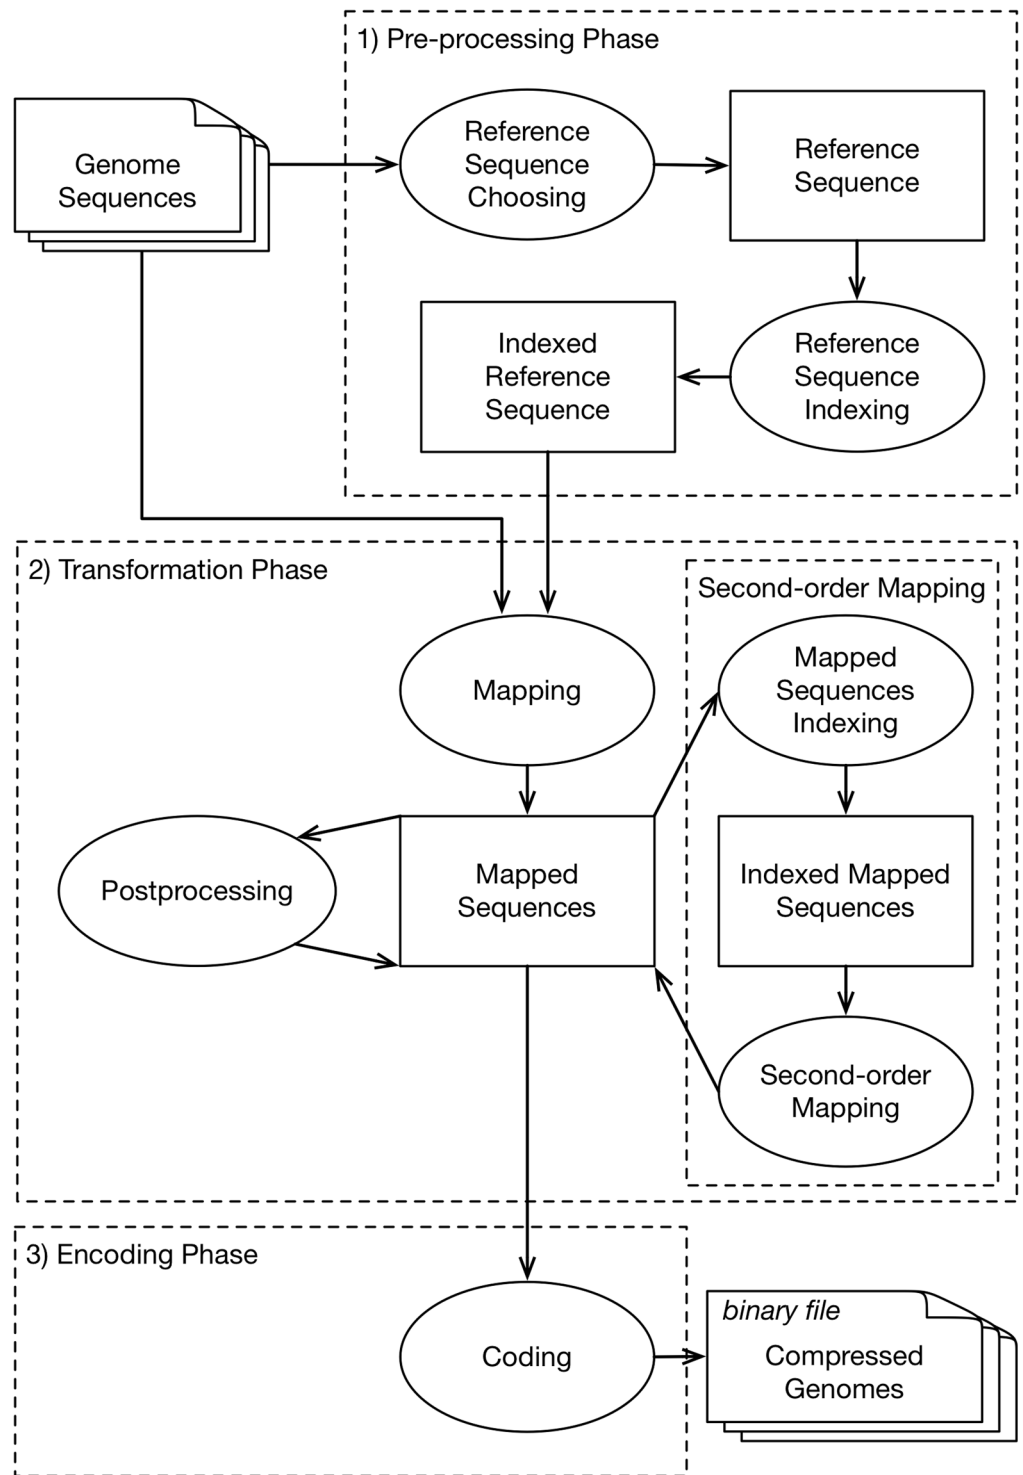 1) Pre-processing Phase
Genome
Sequences
Reference
Sequence
Choosing
Reference
Sequence
Indexed
Reference
Sequence
Reference
Sequence
Indexing
2) Transformation Phase
Second-order Mapping
Mapping
Mapped
Sequences
Indexing
Postprocessing
Mapped
Sequences
Indexed Mapped
Sequences
Second-order
Mapping
3) Encoding Phase
Coding
binary file
Compressed
Genomes